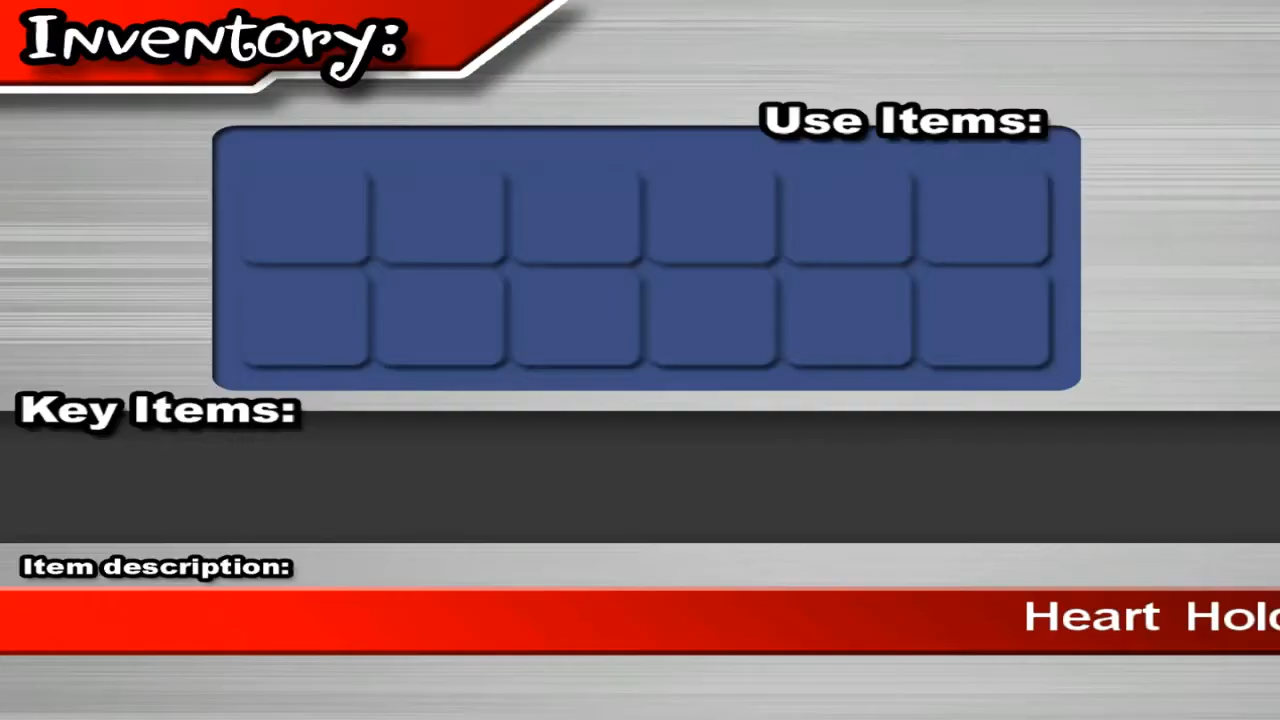 Inventory:
Use Items:
Key Items:
Item description:
Heart